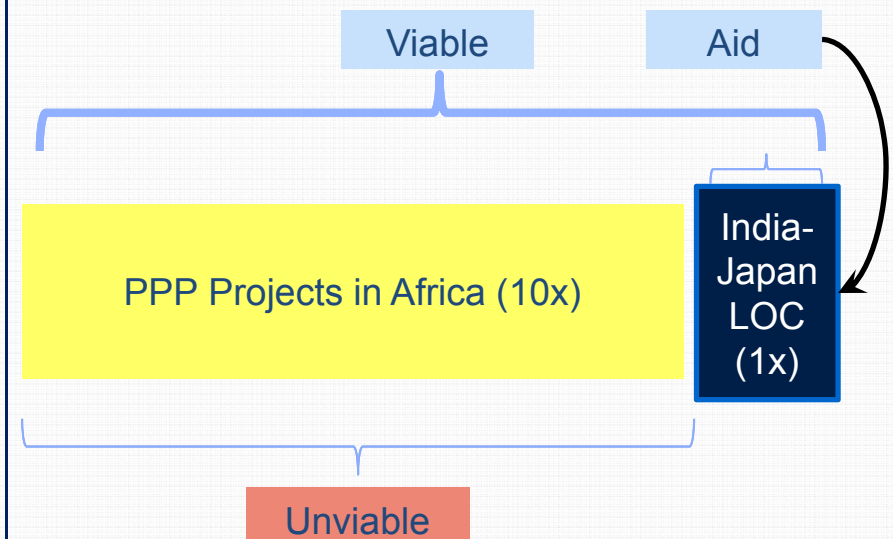 Viable
Aid
PPP Projects in Africa (10x)
India-
Japan
LOC
(1x)
Unviable